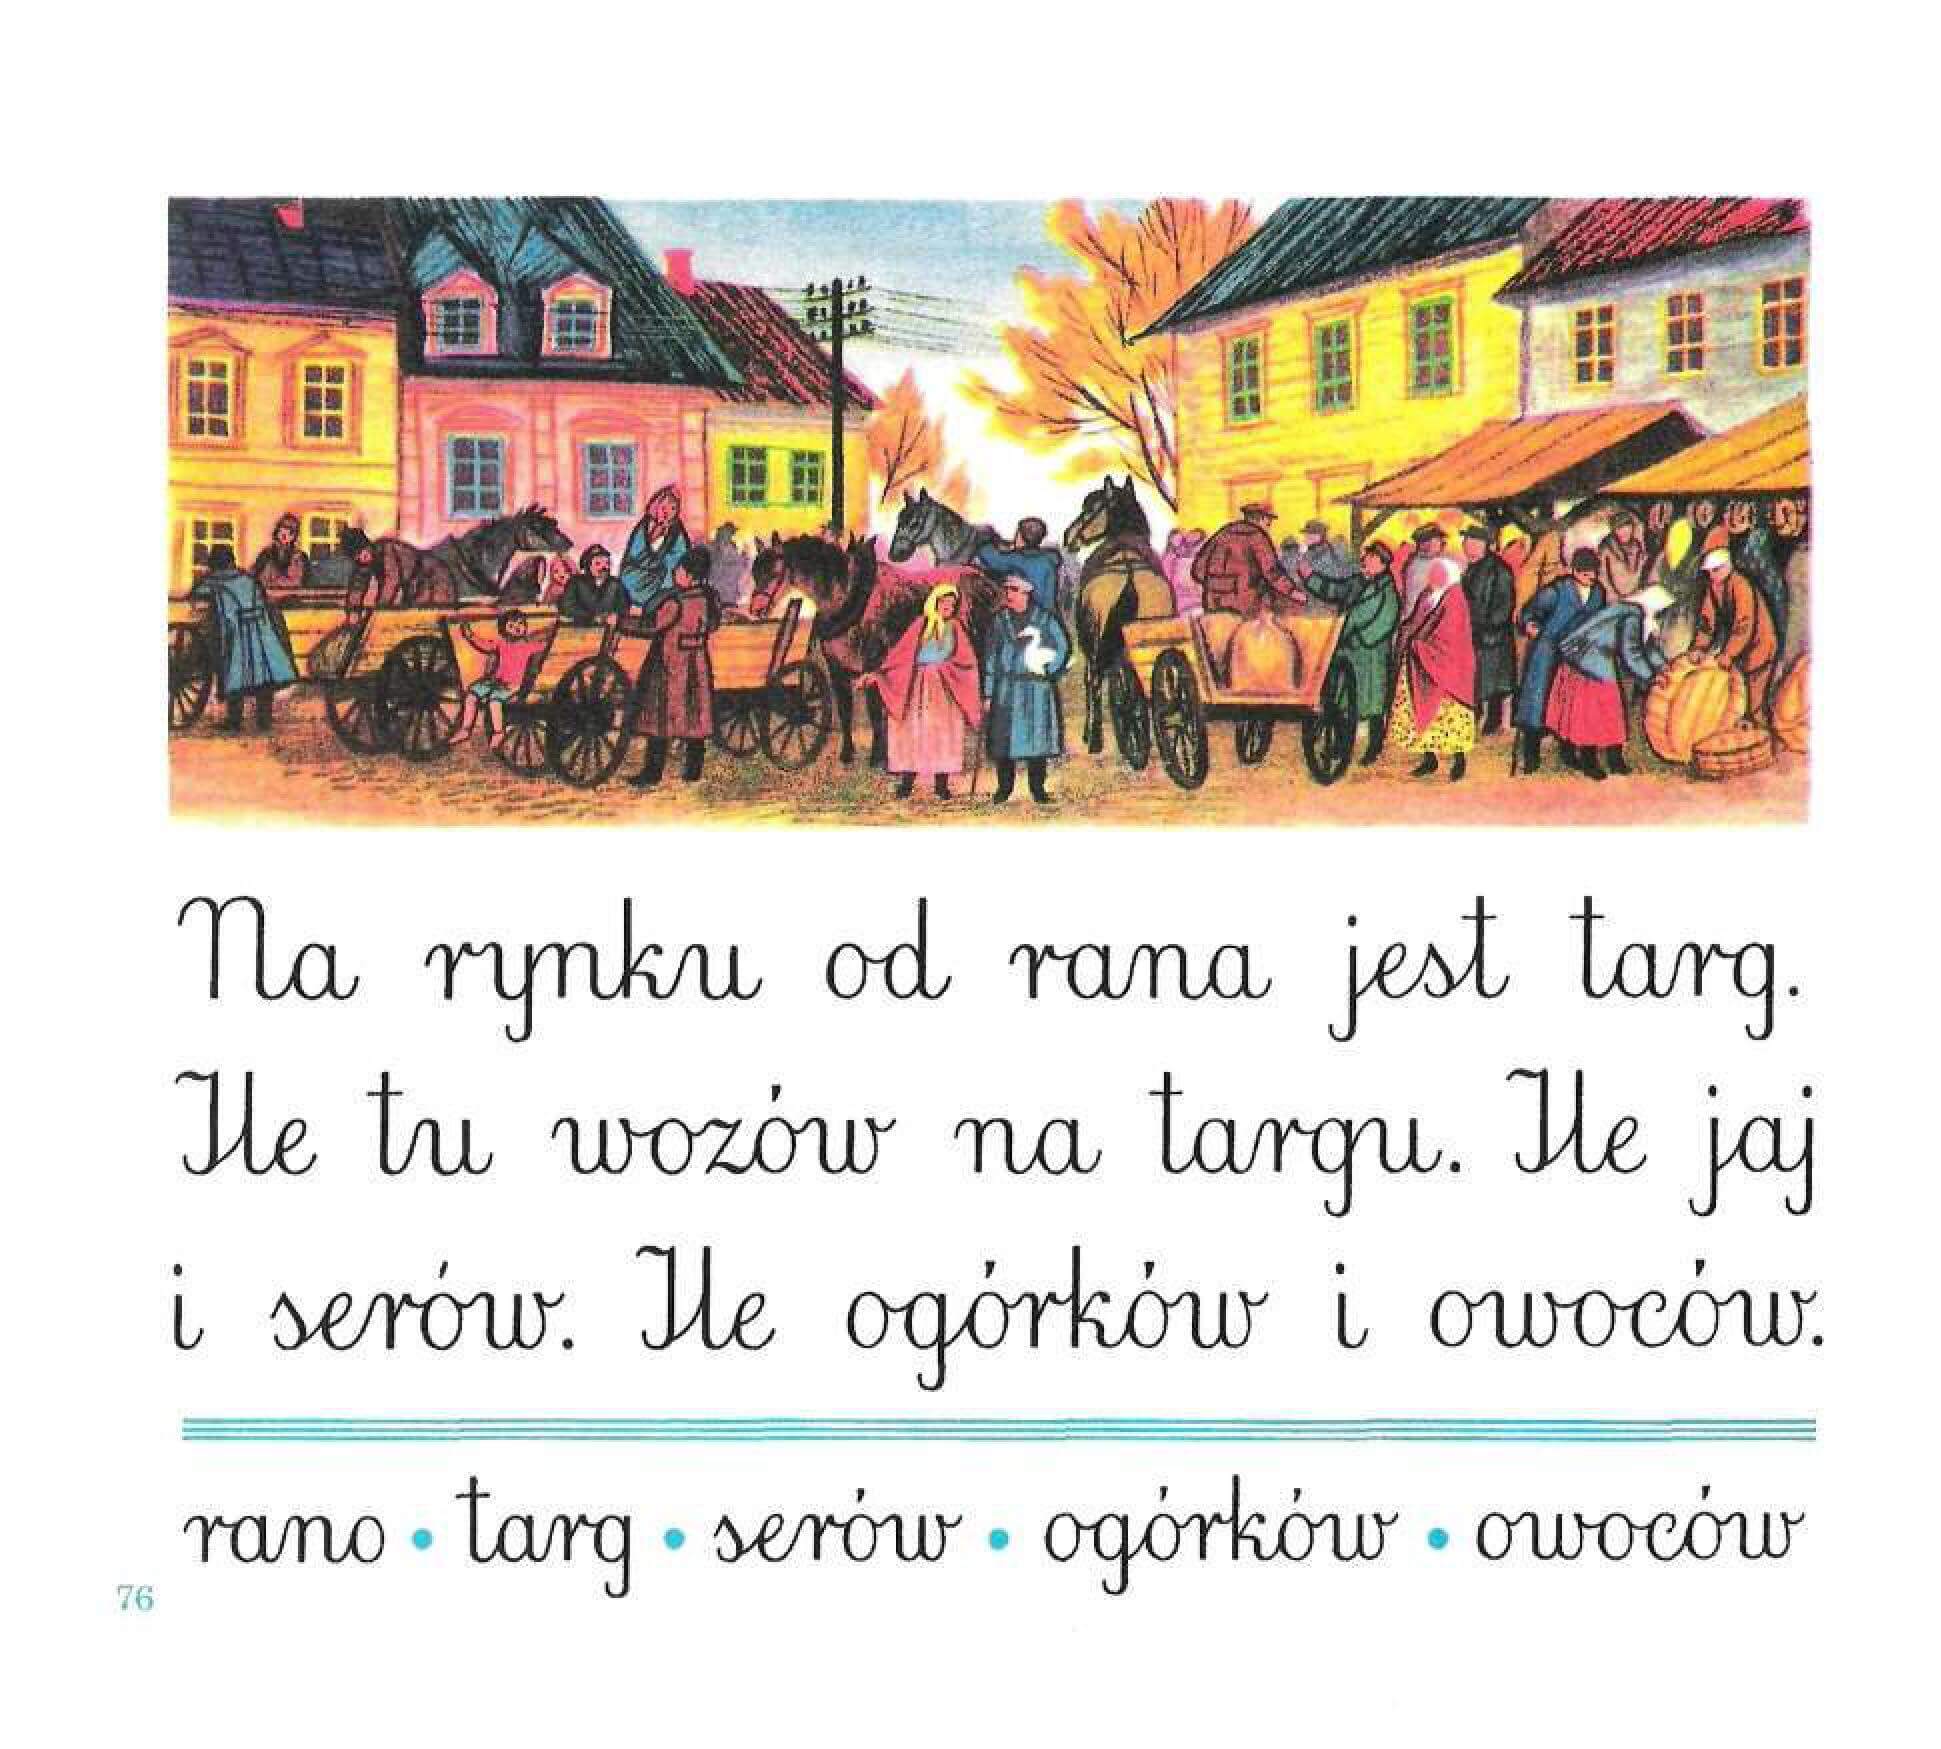 Na rynku od rana jest targ.
Ile tu wozów na targu. Ile jaj
i serów. Ile ogórków i owoców.
rano • targ • serów • ogórków • owoców
76